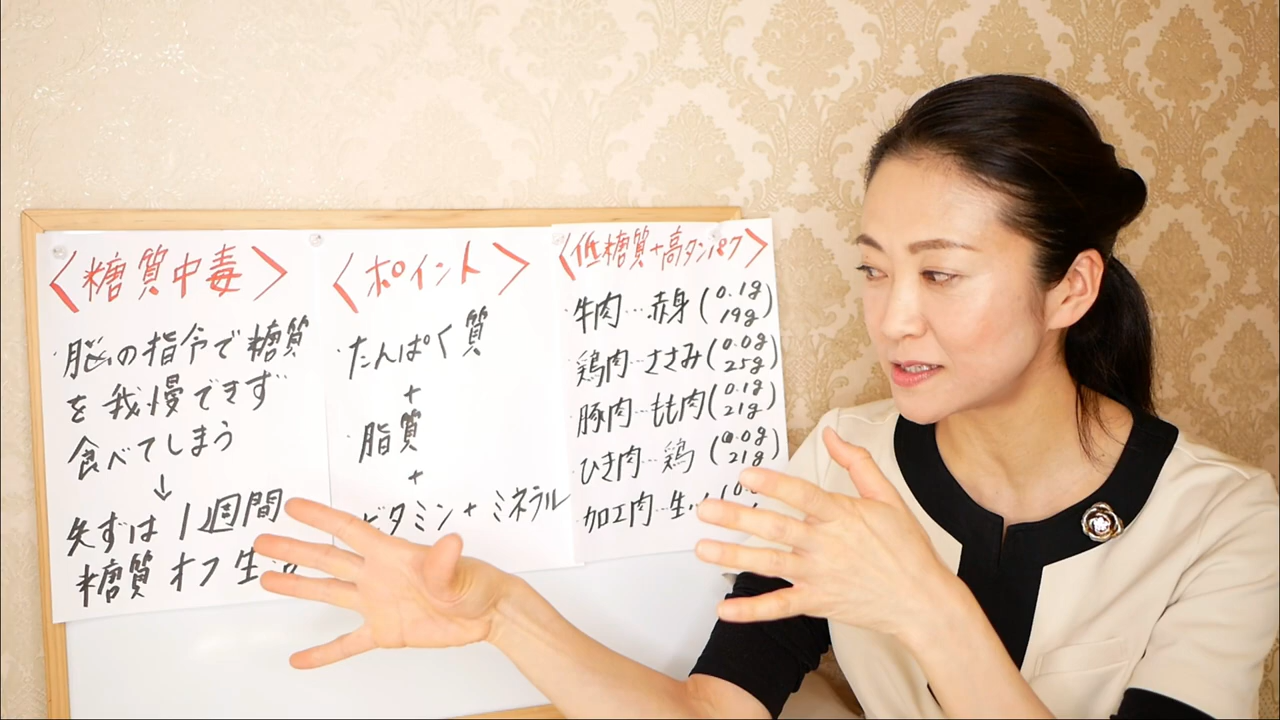 〈糖質中毒〉
・脳の指令で糖質
を我慢できず
食べてしまう
↓
先ずは1週間
糖質オフ生活
〈ポイント〉
・たんぱく質
+
・脂質
+
ビタミン+ミネラル
〈低糖質+高タンパク〉
・牛肉…赤身(0.1g 19g)
・鶏肉…ささみ(0.0g 25g)
・豚肉…もも肉(0.1g 21g)
・ひき肉…鶏(0.0g 21g)
・加工肉…生